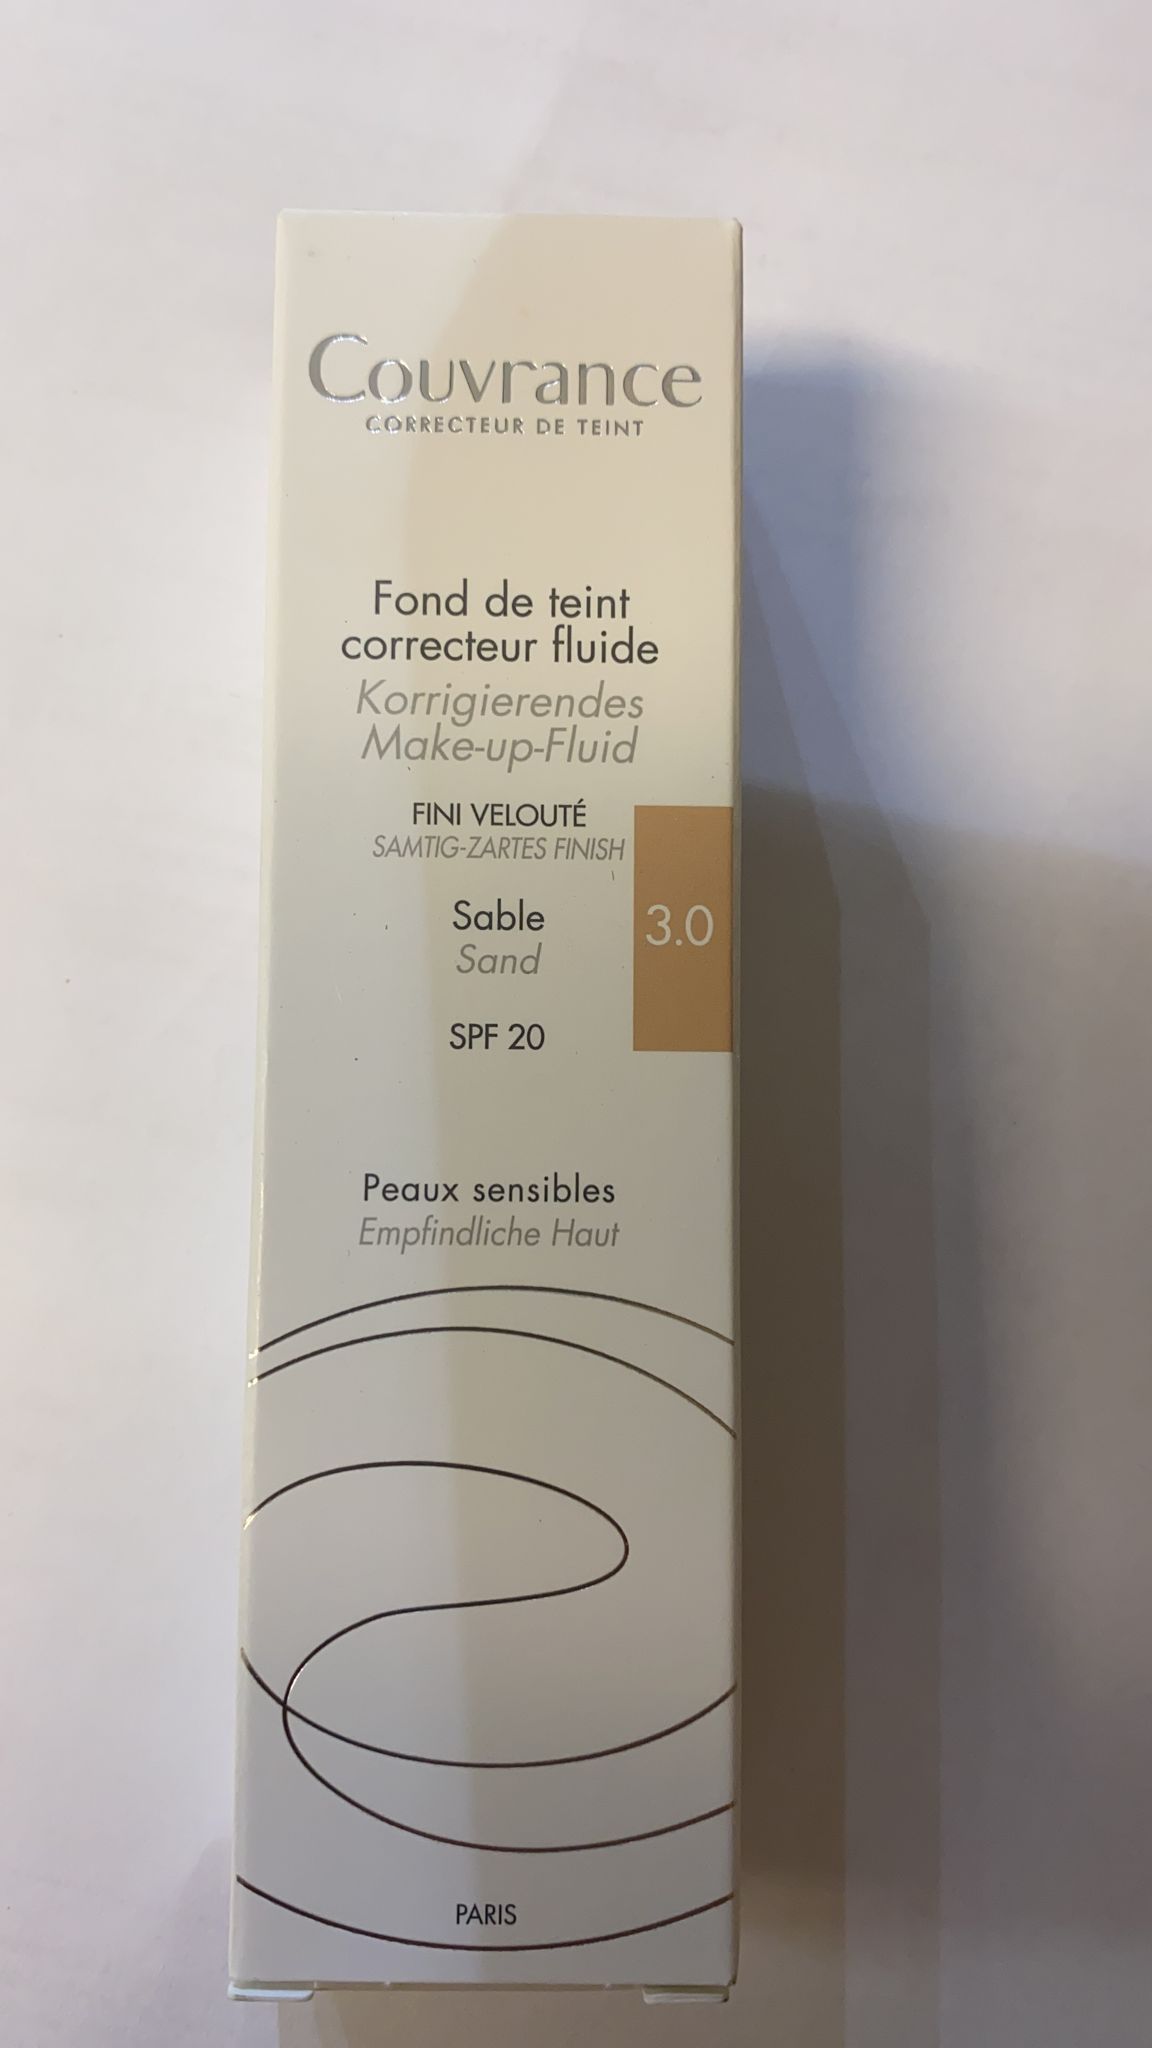 Couvrance
CORRECTEUR DE TEINT
Fond de teint
correcteur fluide
Korrigierendes
Make-up-Fluid
FINI VELOUTÉ
SAMTIG-ZARTES FINISH
Sable
Sand
3.0
SPF 20
Peaux sensibles
Empfindliche Haut
PARIS